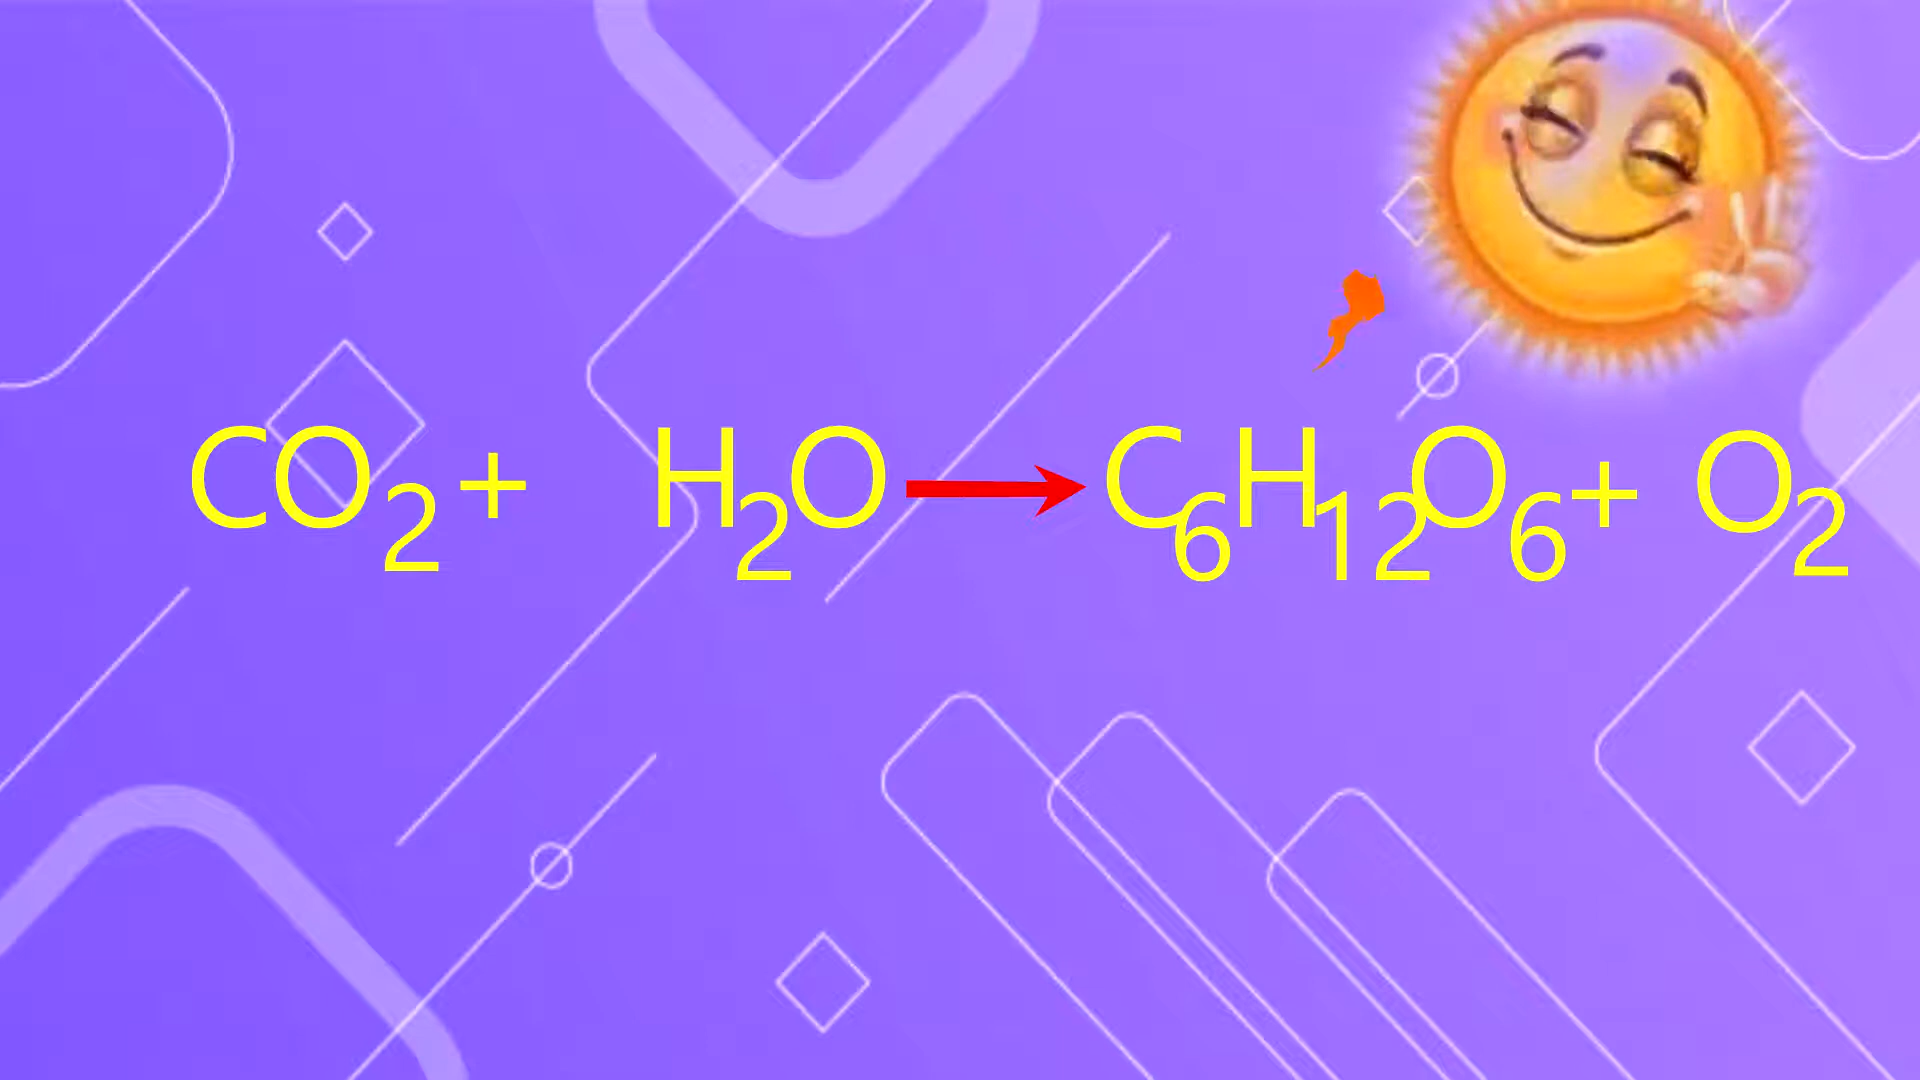 CO₂ + H₂O → C₆H₁₂O₆ + O₂